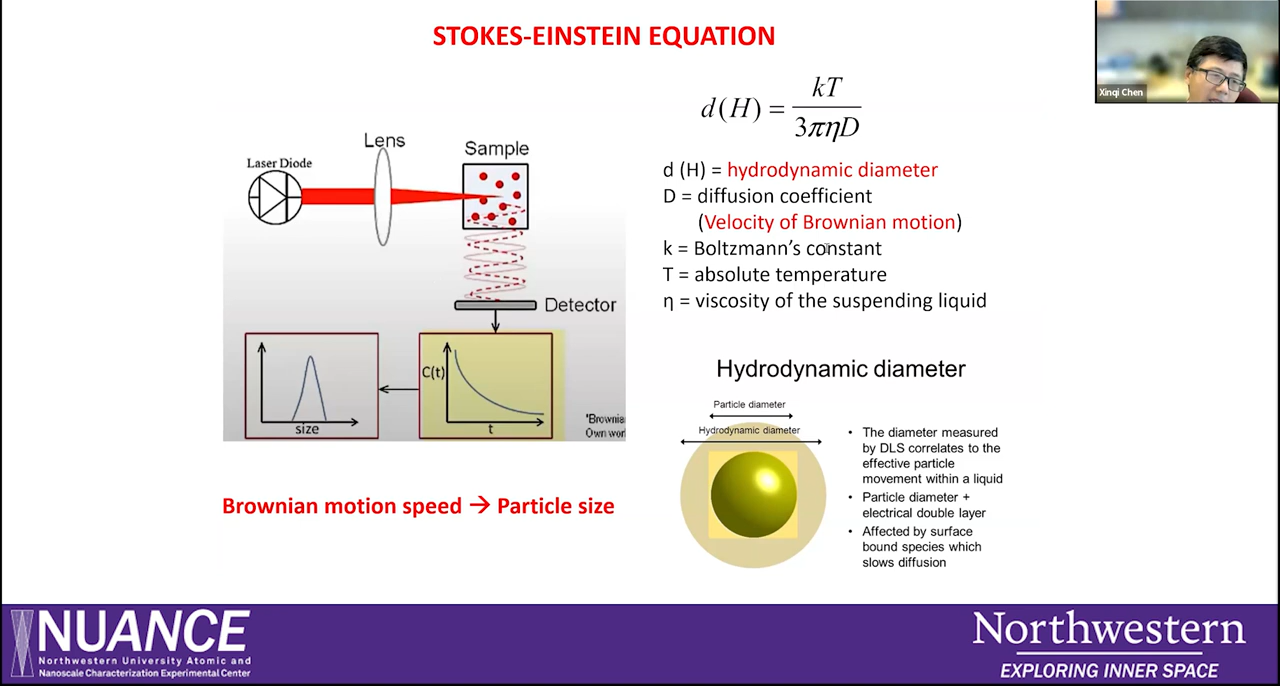 STOKES-EINSTEIN EQUATION
Xinqi Chen
d(H) = kT / 3πηD
Lens
Sample
Laser Diode
Detector
C(t)
t
size
"Brownia
Own wor
d (H) = hydrodynamic diameter
D = diffusion coefficient
(Velocity of Brownian motion)
k = Boltzmann's constant
T = absolute temperature
η = viscosity of the suspending liquid
Brownian motion speed → Particle size
Hydrodynamic diameter
Particle diameter
Hydrodynamic diameter
• The diameter measured
by DLS correlates to the
effective particle
movement within a liquid
• Particle diameter +
electrical double layer
• Affected by surface
bound species which
slows diffusion
NUANCE
Northwestern University Atomic and
Nanoscale Characterization Experimental Center
Northwestern
EXPLORING INNER SPACE